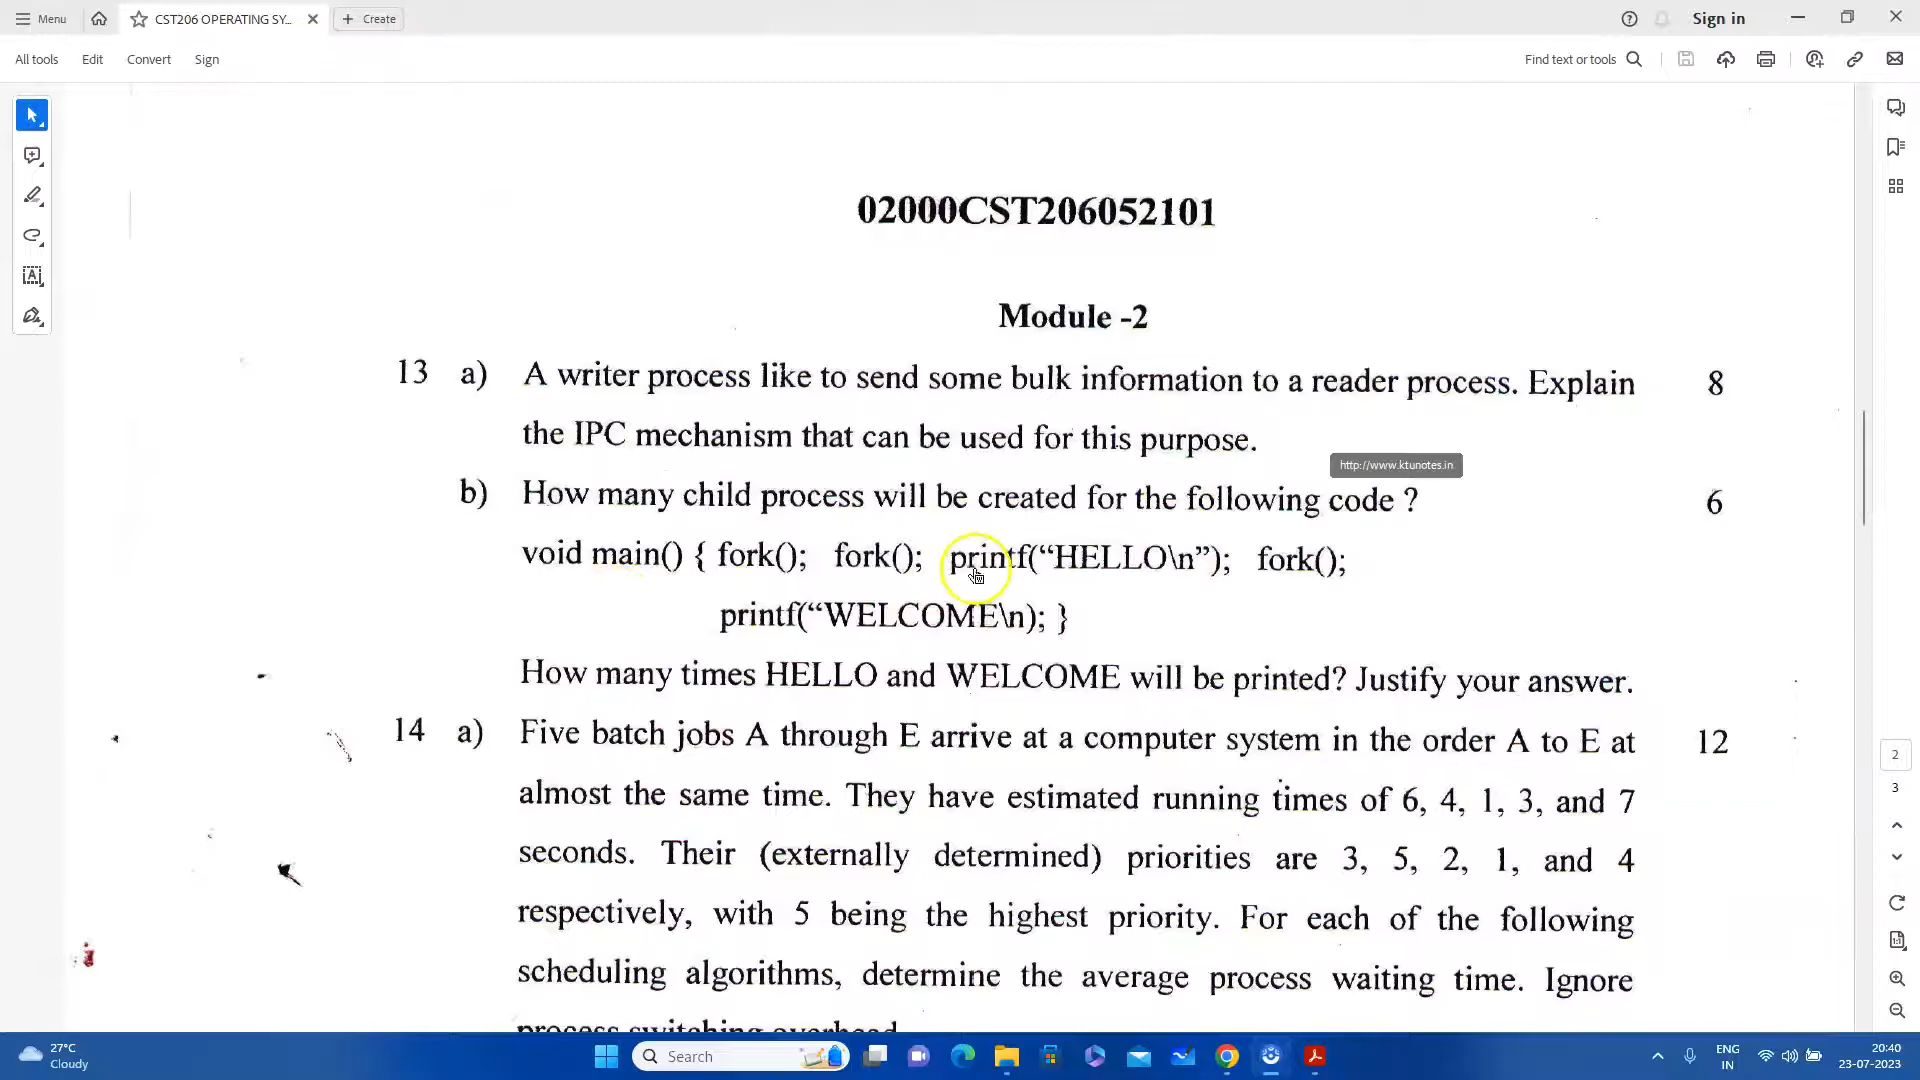 Menu
CST206 OPERATING SY...
Create
Sign in
All tools
Edit
Convert
Sign
Find text or tools
02000CST206052101
Module -2
13 a) A writer process like to send some bulk information to a reader process. Explain 8
the IPC mechanism that can be used for this purpose.
http://www.ktunotes.in
b) How many child process will be created for the following code ? 6
void main() { fork(); fork(); printf(“HELLO\n”); fork();
printf(“WELCOME\n); }
How many times HELLO and WELCOME will be printed? Justify your answer.
14 a) Five batch jobs A through E arrive at a computer system in the order A to E at 12
almost the same time. They have estimated running times of 6, 4, 1, 3, and 7
seconds. Their (externally determined) priorities are 3, 5, 2, 1, and 4
respectively, with 5 being the highest priority. For each of the following
scheduling algorithms, determine the average process waiting time. Ignore
process switching overhead.
2
3
27°C
Cloudy
Search
ENG
IN
20:40
23-07-2023